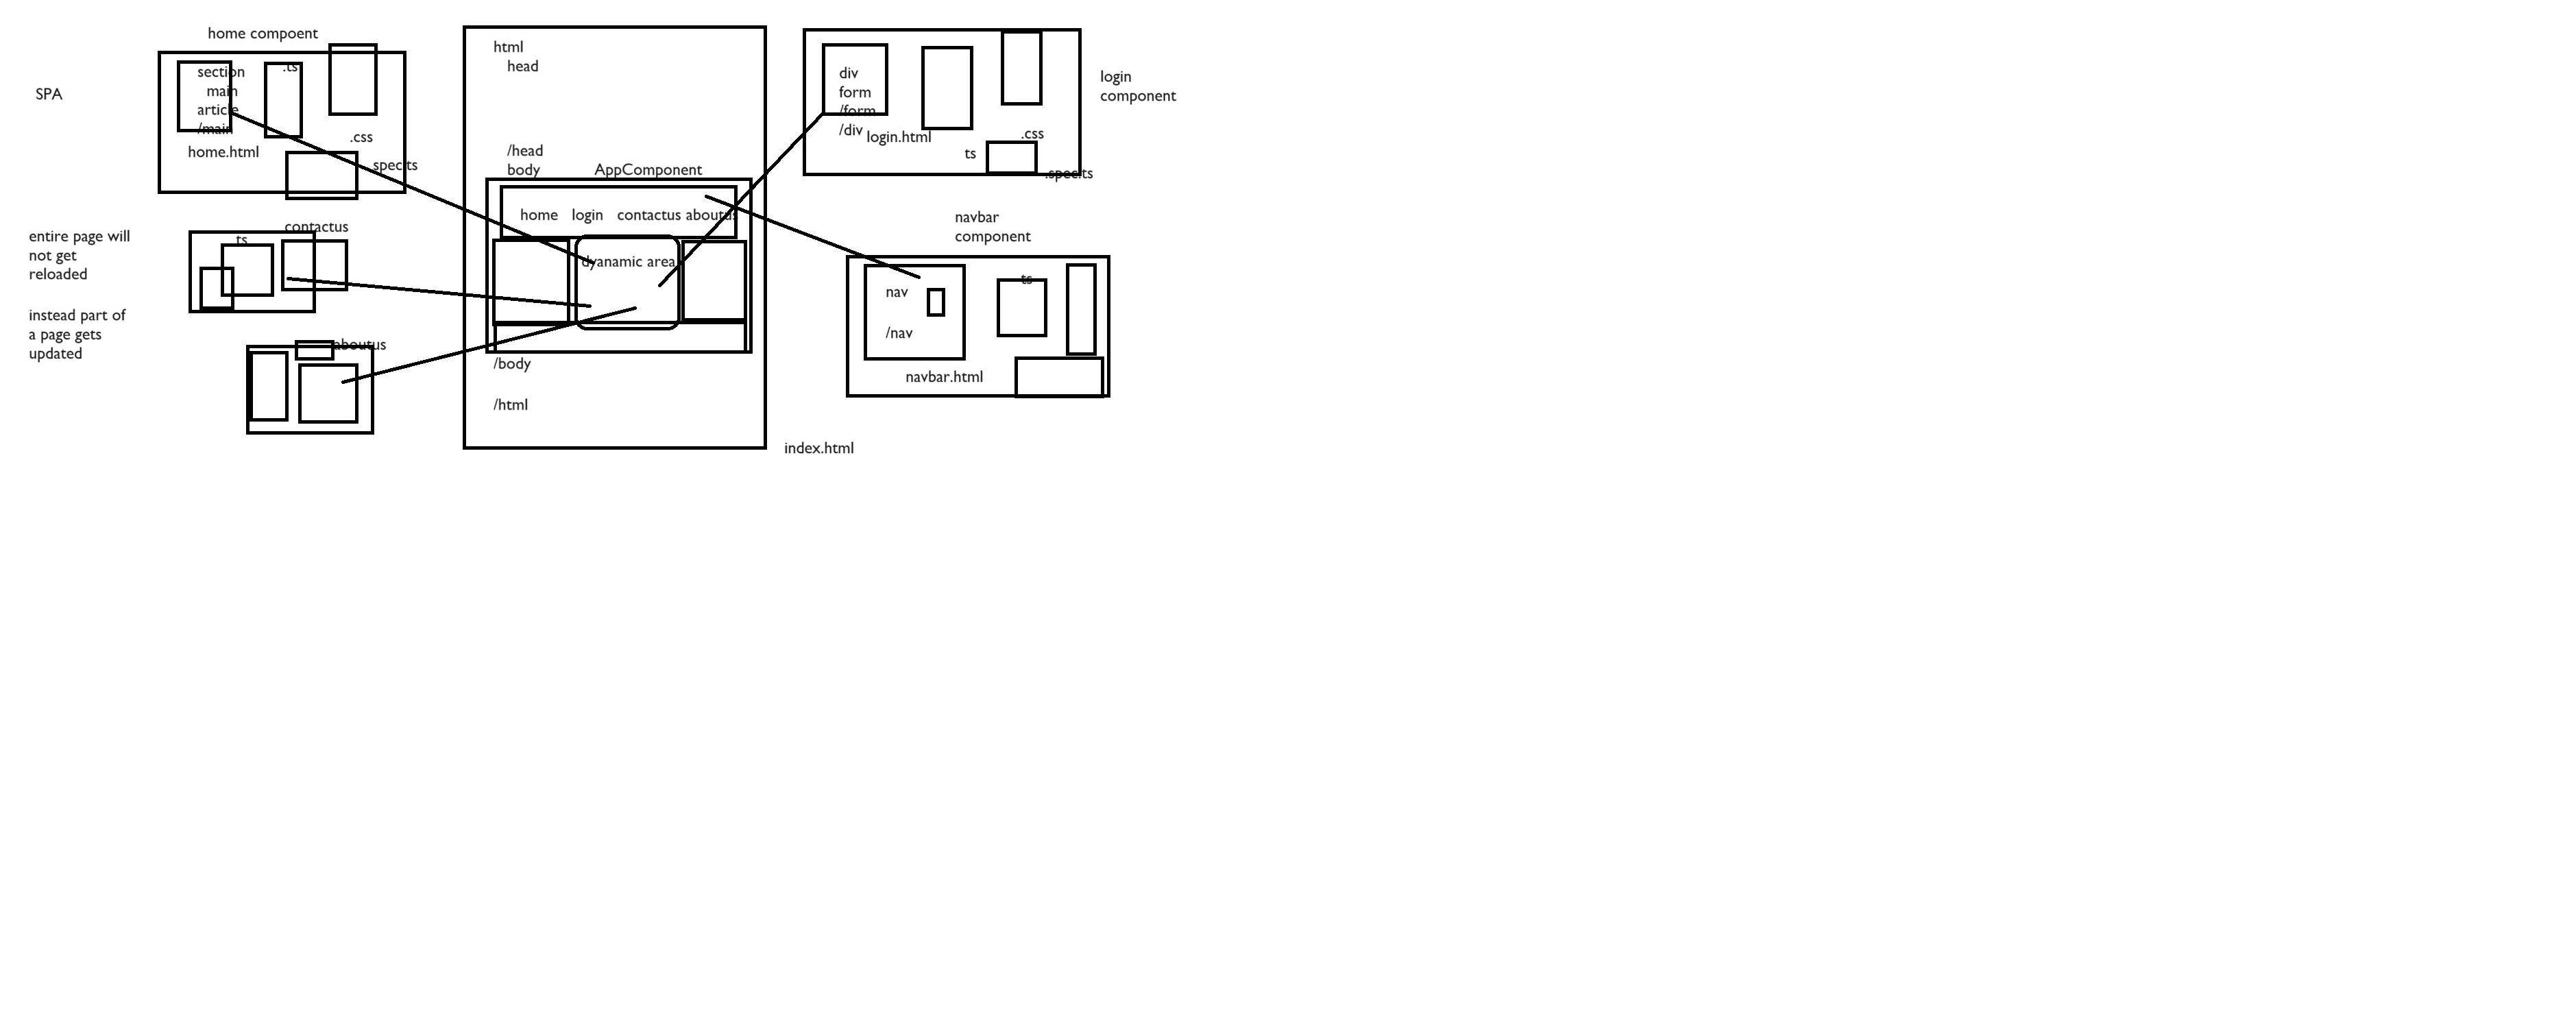 SPA
entire page will
not get
reloaded
instead part of
a page gets
updated
home compoent
section
main
article
/main
home.html
.ts
.css
spec.ts
contactus
ts
aboutus
html
head
/head
body
AppComponent
home login contactus aboutus
dyanamic area
/body
/html
index.html
div
form
/form
/div
login.html
.css
ts
.spec.ts
login
component
navbar
component
nav
/nav
ts
navbar.html